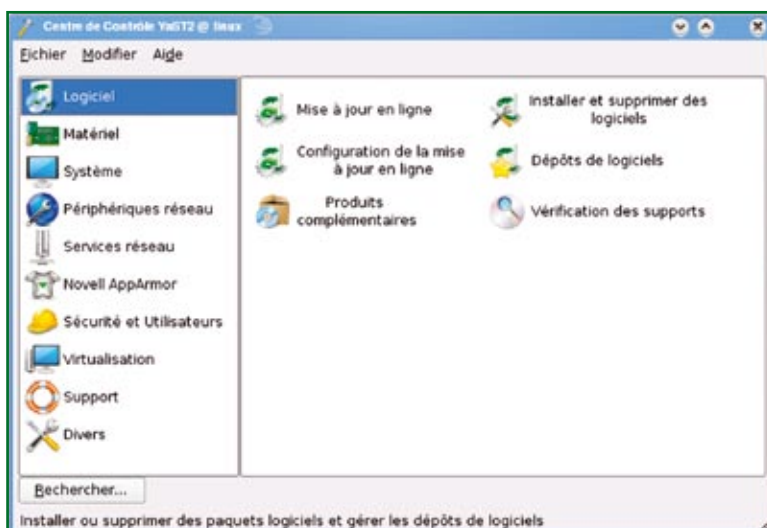 Centre de Contrôle YaST2 @ linux
Fichier Modifier Aide
Logiciel
Matériel
Système
Périphériques réseau
Services réseau
Novell AppArmor
Sécurité et Utilisateurs
Virtualisation
Support
Divers
Mise à jour en ligne
Installer et supprimer des
logiciels
Configuration de la mise
à jour en ligne
Dépôts de logiciels
Produits
complémentaires
Vérification des supports
Rechercher...
Installer ou supprimer des paquets logiciels et gérer les dépôts de logiciels